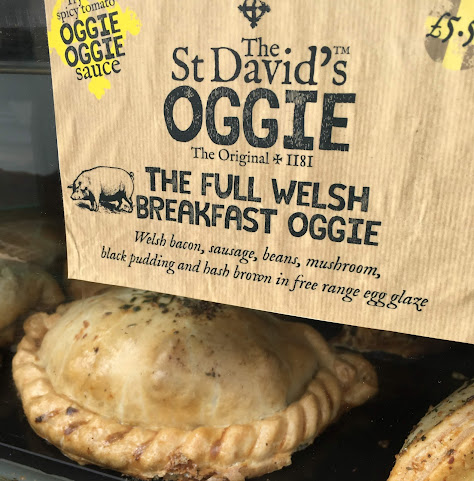 spicy tomato
OGGIE
OGGIE
sauce
The
St David's™
OGGIE
The Original ✠ 1181
THE FULL WELSH
BREAKFAST OGGIE
Welsh bacon, sausage, beans, mushroom,
black pudding and hash brown in free range egg glaze